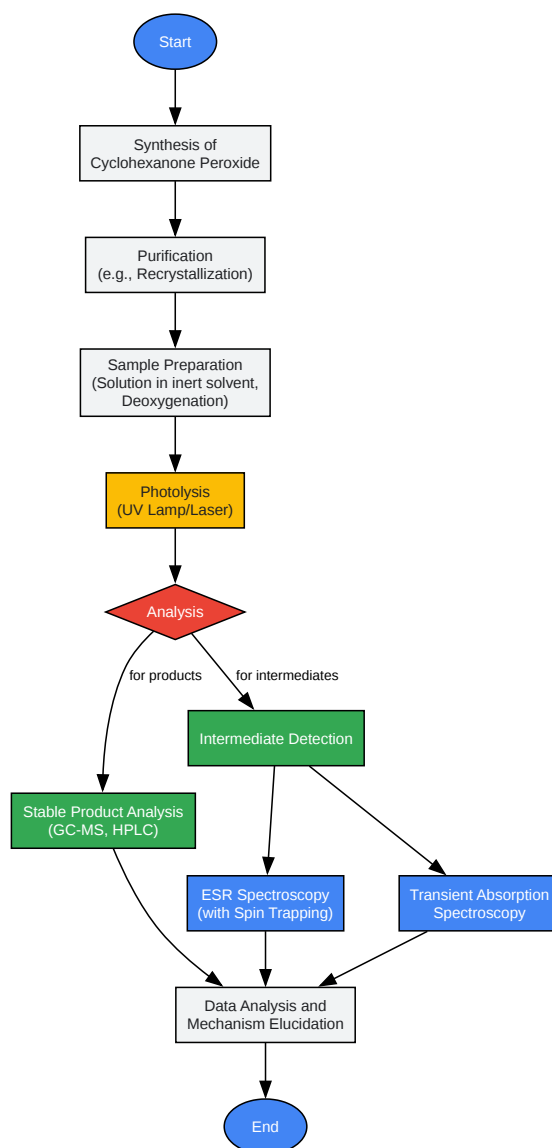 Start
Synthesis of
Cyclohexanone Peroxide
Purification
(e.g., Recrystallization)
Sample Preparation
(Solution in inert solvent,
Deoxygenation)
Photolysis
(UV Lamp/Laser)
Analysis
for products
for intermediates
Intermediate Detection
Stable Product Analysis
(GC-MS, HPLC)
ESR Spectroscopy
(with Spin Trapping)
Transient Absorption
Spectroscopy
Data Analysis and
Mechanism Elucidation
End